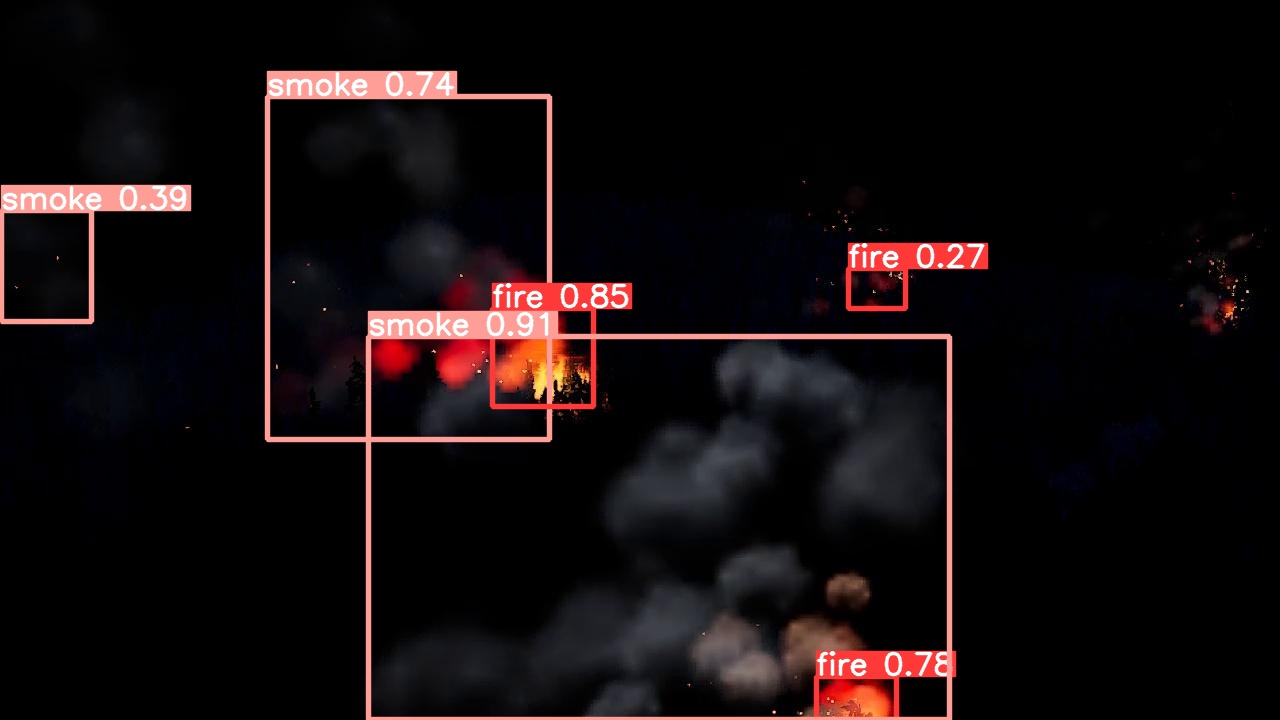 smoke 0.74
smoke 0.39
fire 0.27
fire 0.85
smoke 0.91
fire 0.78